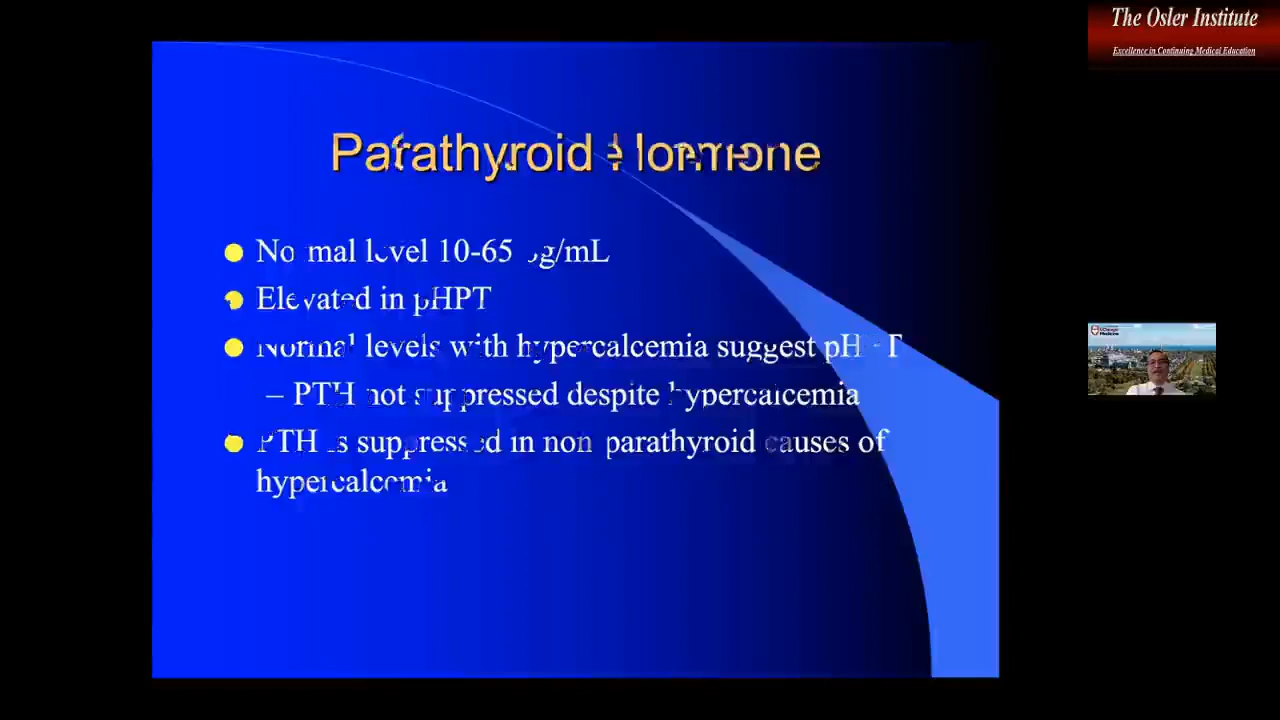 The Osler Institute
Excellence in Continuing Medical Education
Parathyroid Hormone
Normal level 10-65 pg/mL
Elevated in pHPT
Normal levels with hypercalcemia suggest pHPT
– PTH not suppressed despite hypercalcemia
PTH is suppressed in non parathyroid causes of
hypercalcemia
Medicine